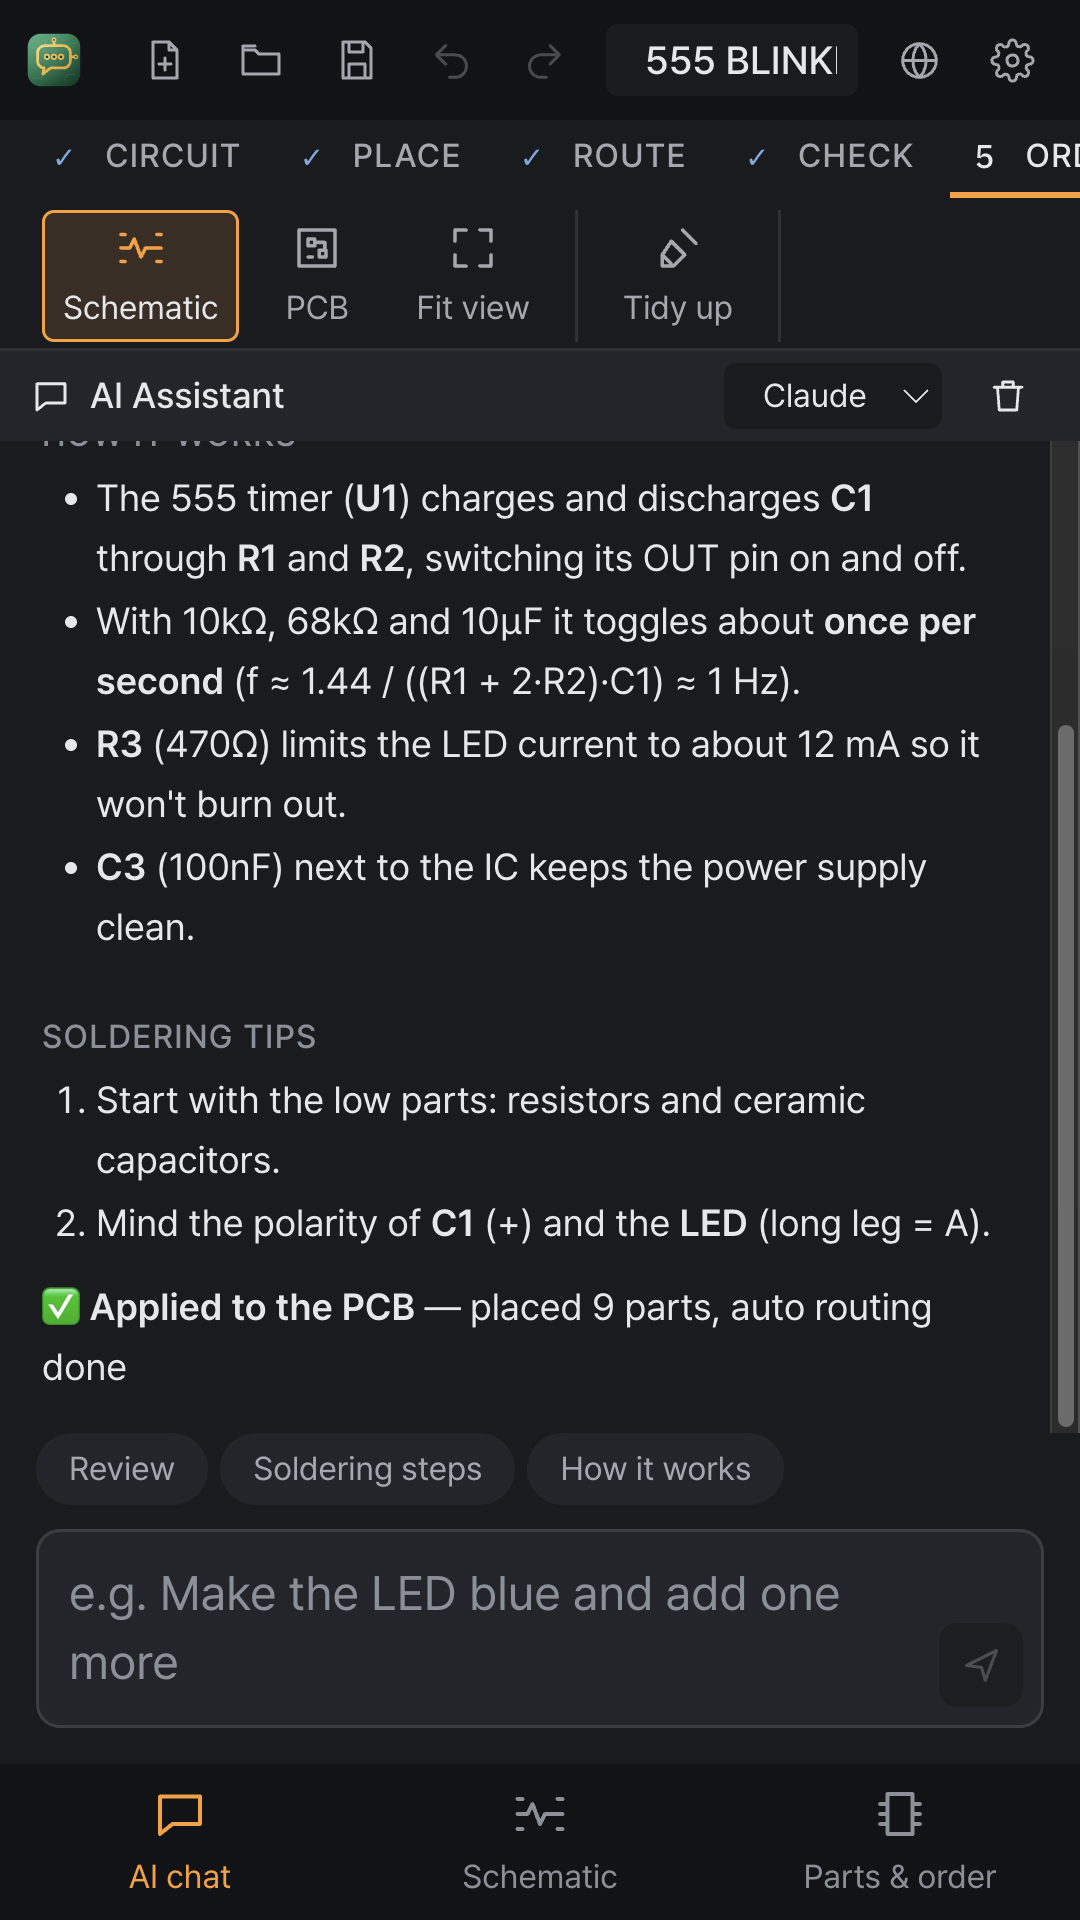 555 BLINK
✓ CIRCUIT ✓ PLACE ✓ ROUTE ✓ CHECK 5 ORD
Schematic PCB Fit view Tidy up
AI Assistant Claude
HOW IT WORKS
• The 555 timer (U1) charges and discharges C1
through R1 and R2, switching its OUT pin on and off.
• With 10kΩ, 68kΩ and 10µF it toggles about once per
second (f ≈ 1.44 / ((R1 + 2·R2)·C1) ≈ 1 Hz).
• R3 (470Ω) limits the LED current to about 12 mA so it
won't burn out.
• C3 (100nF) next to the IC keeps the power supply
clean.
SOLDERING TIPS
1. Start with the low parts: resistors and ceramic
capacitors.
2. Mind the polarity of C1 (+) and the LED (long leg = A).
✅ Applied to the PCB — placed 9 parts, auto routing
done
Review Soldering steps How it works
e.g. Make the LED blue and add one
more
AI chat Schematic Parts & order